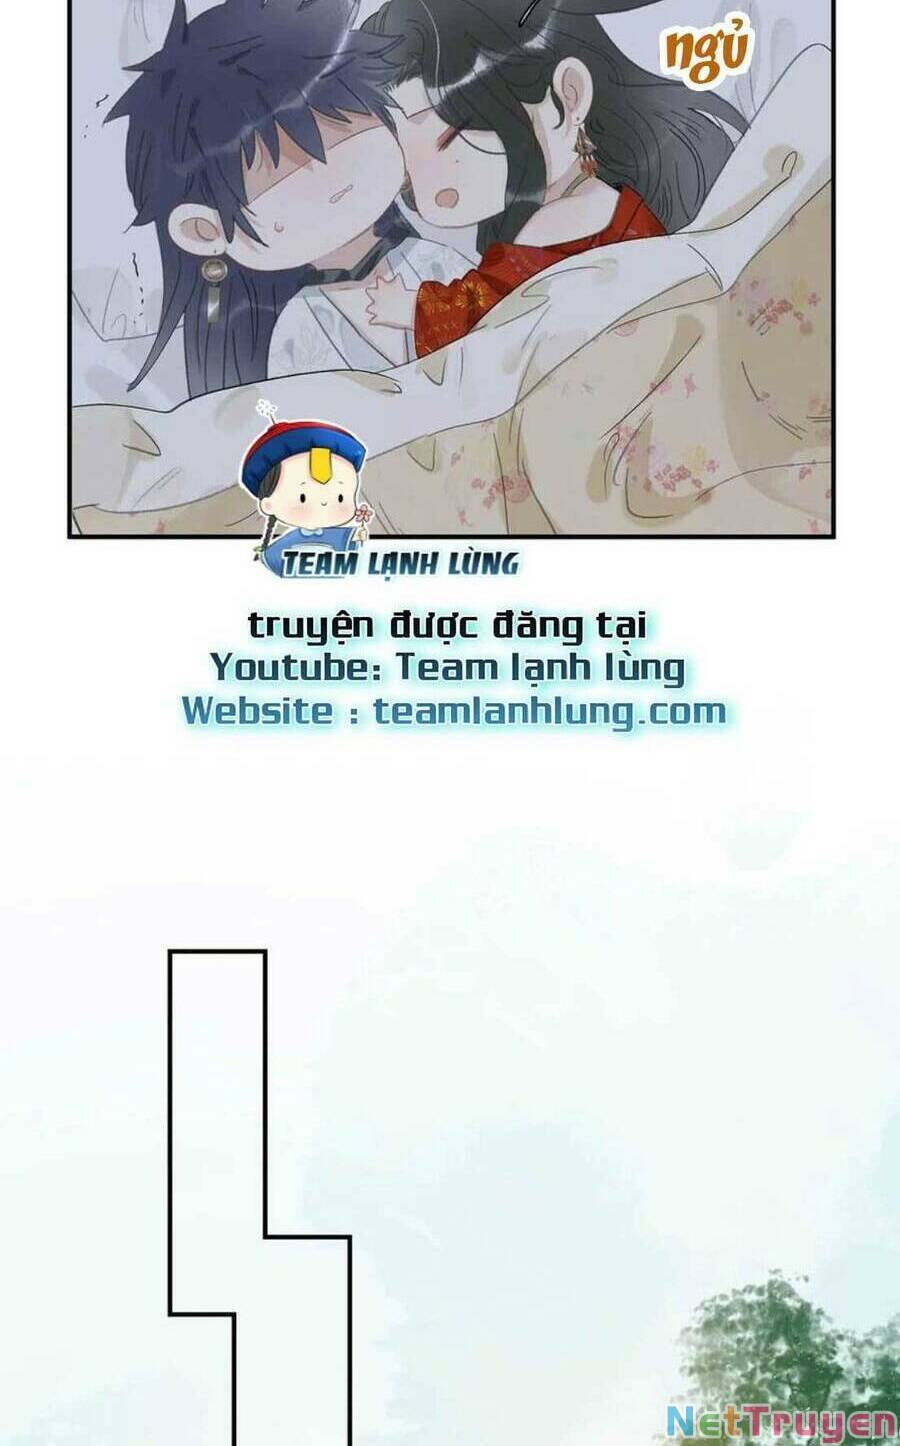 ngủ
TEAM LẠNH LÙNG
truyện được đăng tại
Youtube: Team lạnh lùng
Website : teamlanhlung.com
NetTruyen